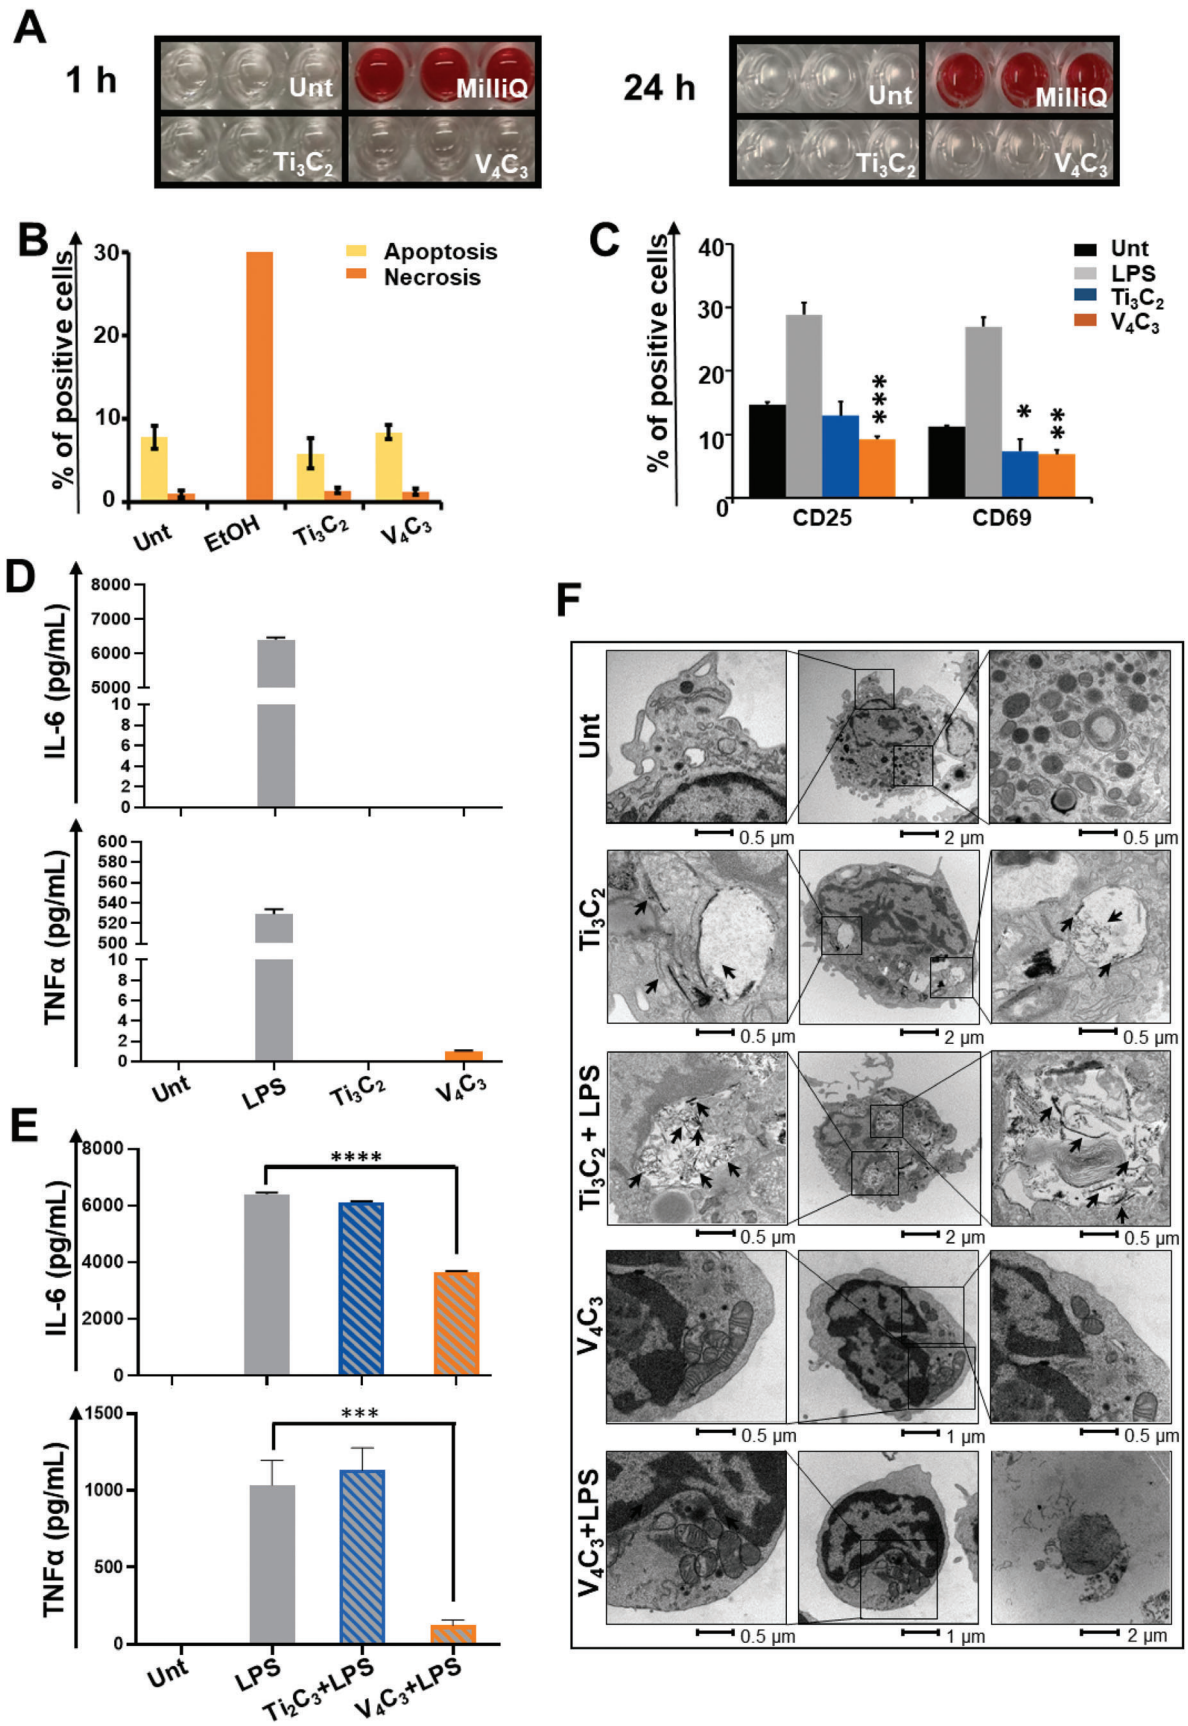 A
1 h
Unt
MilliQ
Ti3C2
V4C3
24 h
Unt
MilliQ
Ti3C2
V4C3
B
% of positive cells
30
20
10
0
Apoptosis
Necrosis
Unt
EtOH
Ti3C2
V4C3
C
% of positive cells
40
30
20
10
0
Unt
LPS
Ti3C2
V4C3
***
*
**
CD25
CD69
D
IL-6 (pg/mL)
8000
7000
6000
5000
10
8
6
4
2
0
TNFα (pg/mL)
600
580
560
540
520
500
10
8
6
4
2
0
Unt
LPS
Ti3C2
V4C3
E
IL-6 (pg/mL)
8000
6000
4000
2000
0
****
TNFα (pg/mL)
1500
1000
500
0
***
Unt
LPS
Ti2C3+LPS
V4C3+LPS
F
Unt
0.5 µm
2 µm
0.5 µm
Ti3C2
0.5 µm
2 µm
0.5 µm
Ti3C2 + LPS
0.5 µm
2 µm
0.5 µm
V4C3
0.5 µm
1 µm
0.5 µm
V4C3+LPS
0.5 µm
1 µm
2 µm